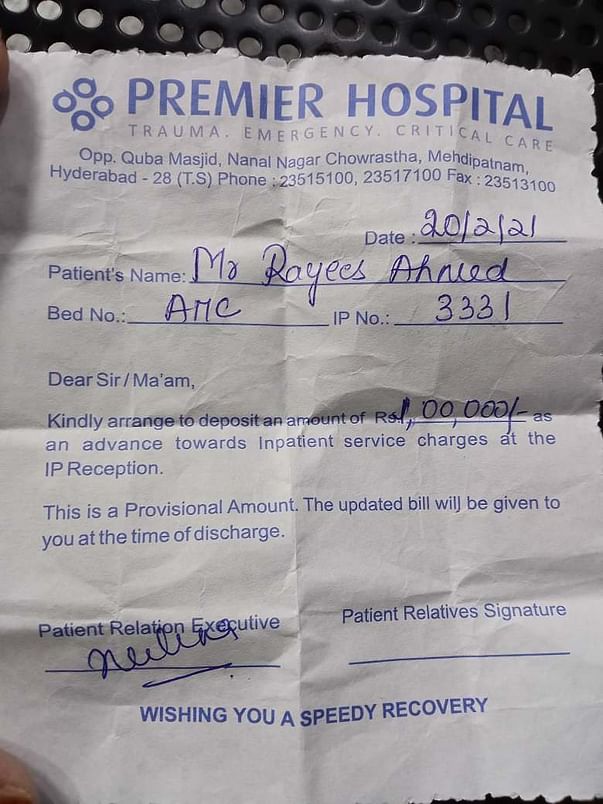 PREMIER HOSPITAL
TRAUMA. EMERGENCY. CRITICAL CARE
Opp. Quba Masjid, Nanal Nagar Chowrastha, Mehdipatnam,
Hyderabad - 28 (T.S) Phone : 23515100, 23517100 Fax : 23513100
Date : 20/2/21
Patient's Name: Mr Rayees Ahmed
Bed No.: AMC IP No.: 3331
Dear Sir / Ma'am,
Kindly arrange to deposit an amount of Rs 1,00,000/- as
an advance towards Inpatient service charges at the
IP Reception.
This is a Provisional Amount. The updated bill will be given to
you at the time of discharge.
Patient Relation Executive Patient Relatives Signature
WISHING YOU A SPEEDY RECOVERY